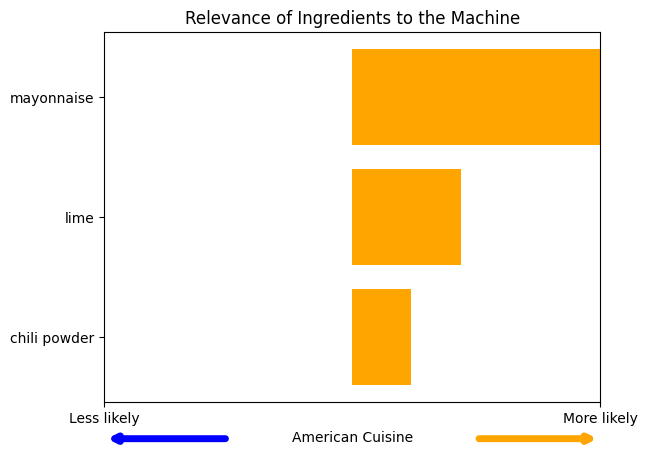 Relevance of Ingredients to the Machine
mayonnaise
lime
chili powder
Less likely
More likely
American Cuisine